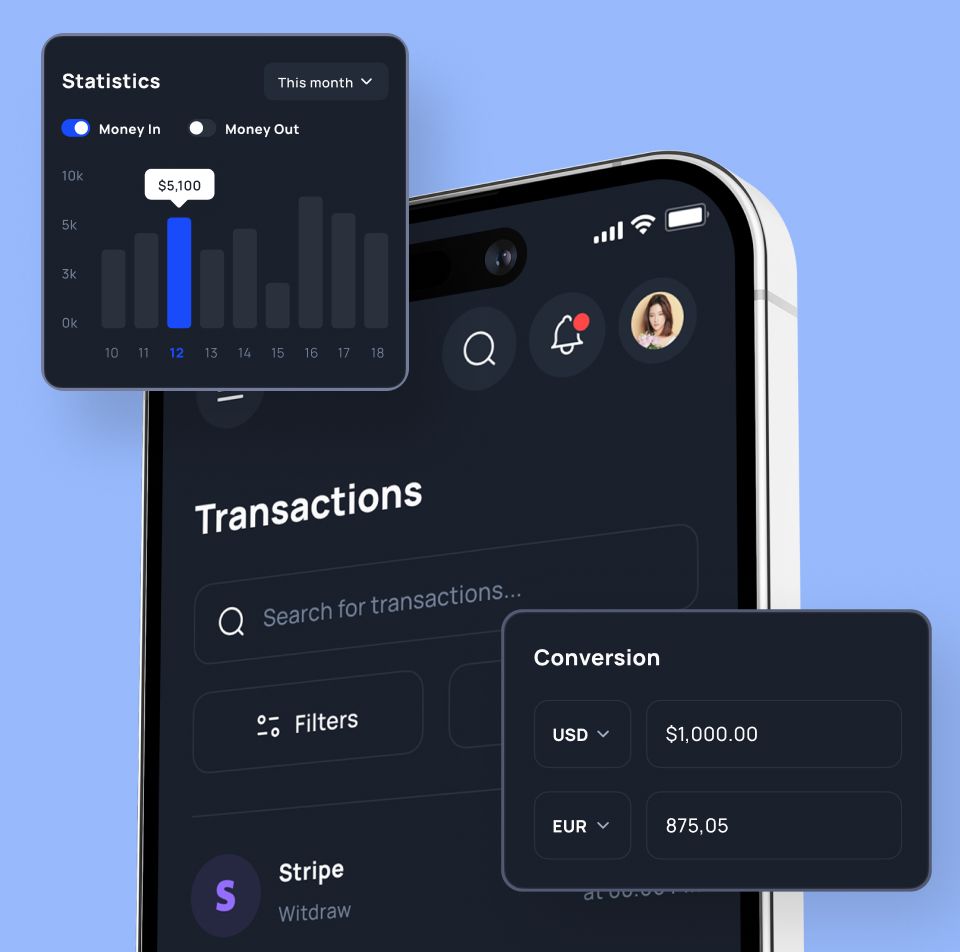 Statistics
This month
Money In
Money Out
10k
$5,100
5k
3k
0k
10 11 12 13 14 15 16 17 18
Transactions
Search for transactions...
Filters
Conversion
USD $1,000.00
EUR 875,05
S
Stripe
Witdraw
at